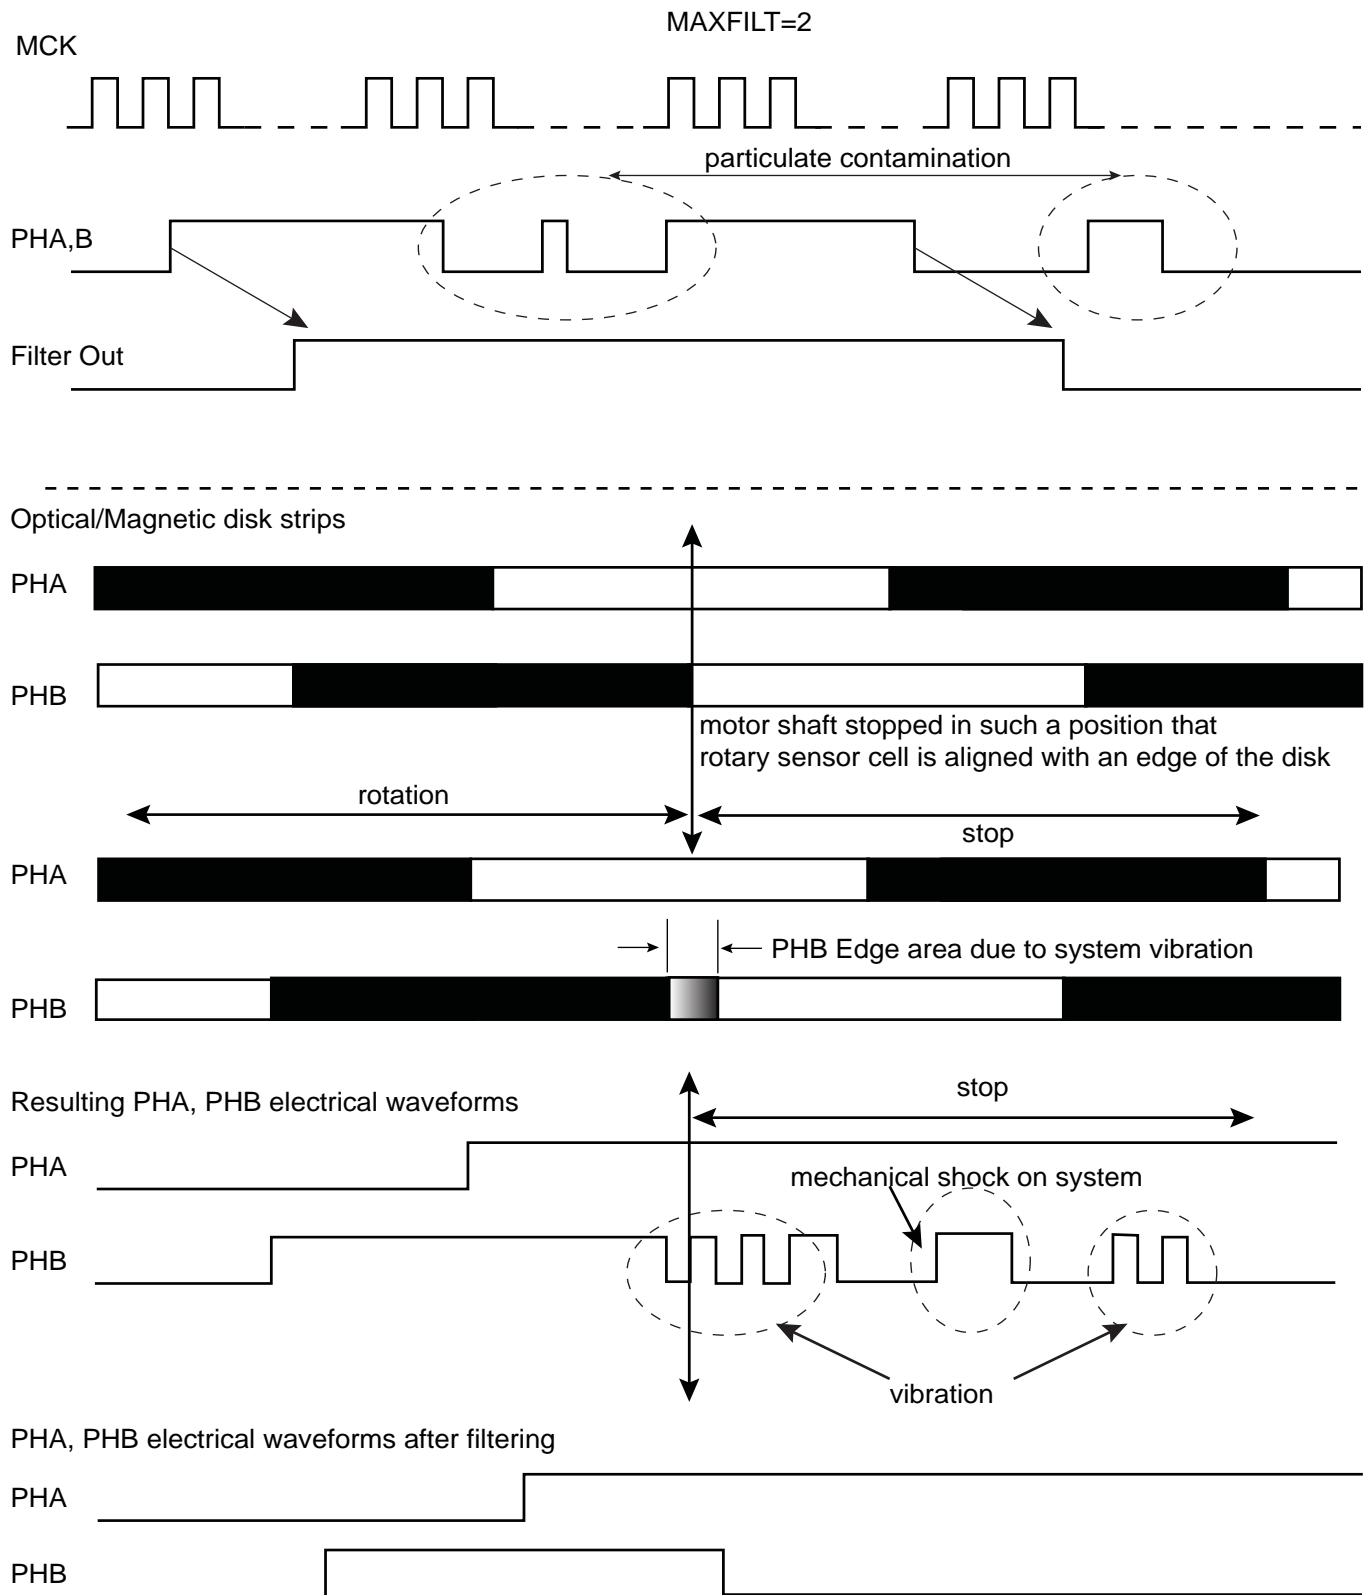 MAXFILT=2
MCK
particulate contamination
PHA,B
Filter Out
Optical/Magnetic disk strips
PHA
PHB
motor shaft stopped in such a position that
rotary sensor cell is aligned with an edge of the disk
rotation
stop
PHA
PHB Edge area due to system vibration
PHB
stop
Resulting PHA, PHB electrical waveforms
PHA
mechanical shock on system
PHB
vibration
PHA, PHB electrical waveforms after filtering
PHA
PHB